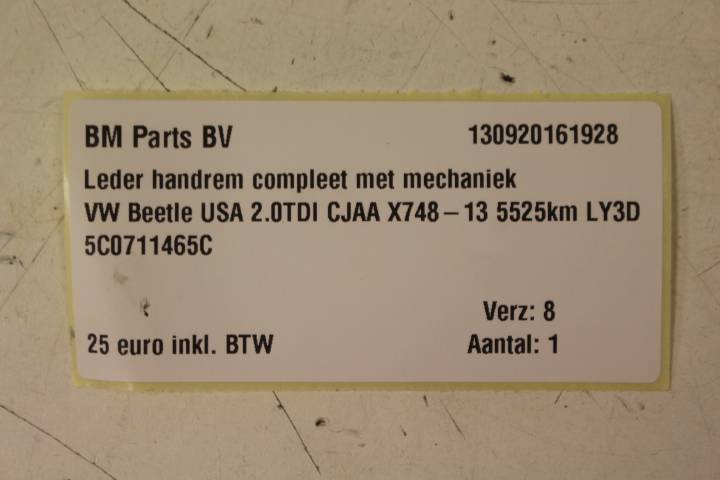 BM Parts BV 130920161928
Leder handrem compleet met mechaniek
VW Beetle USA 2.0TDI CJAA X748-13 5525km LY3D
5C0711465C
Verz: 8
25 euro inkl. BTW Aantal: 1